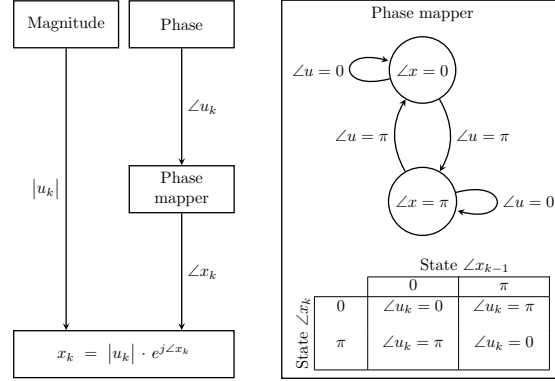 Magnitude
Phase
∠u_k
Phase
mapper
|u_k|
∠x_k
x_k = |u_k| · e^{j∠x_k}
Phase mapper
∠u = 0
∠x = 0
∠u = π
∠u = π
∠x = π
∠u = 0
State ∠x_{k−1}
0 π
State ∠x_k
0 ∠u_k = 0 ∠u_k = π
π ∠u_k = π ∠u_k = 0